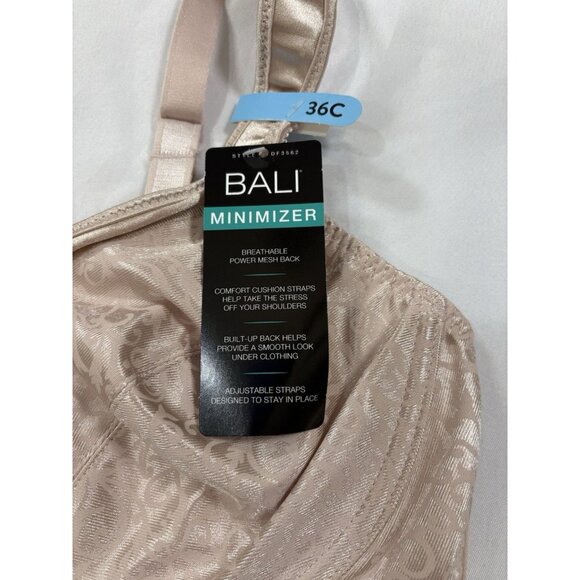 36C
STYLE # DF3562
BALI
MINIMIZER
BREATHABLE
POWER MESH BACK
COMFORT CUSHION STRAPS
HELP TAKE THE STRESS
OFF YOUR SHOULDERS
BUILT-UP BACK HELPS
PROVIDE A SMOOTH LOOK
UNDER CLOTHING
ADJUSTABLE STRAPS
DESIGNED TO STAY IN PLACE